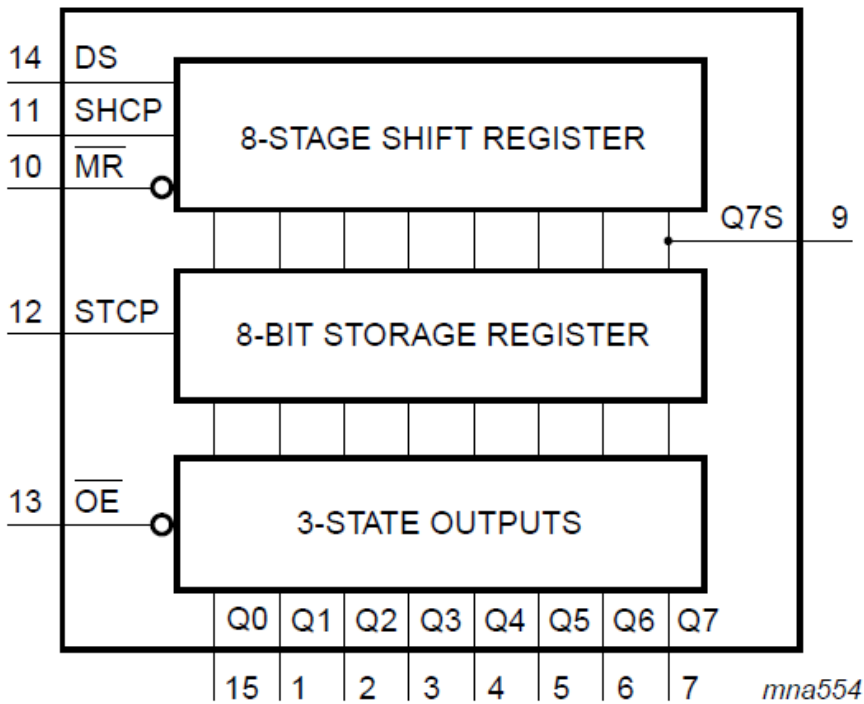 14 DS
11 SHCP
8-STAGE SHIFT REGISTER
10 M̅R̅
Q7S 9
12 STCP
8-BIT STORAGE REGISTER
13 O̅E̅
3-STATE OUTPUTS
Q0 Q1 Q2 Q3 Q4 Q5 Q6 Q7
15 1 2 3 4 5 6 7 mna554